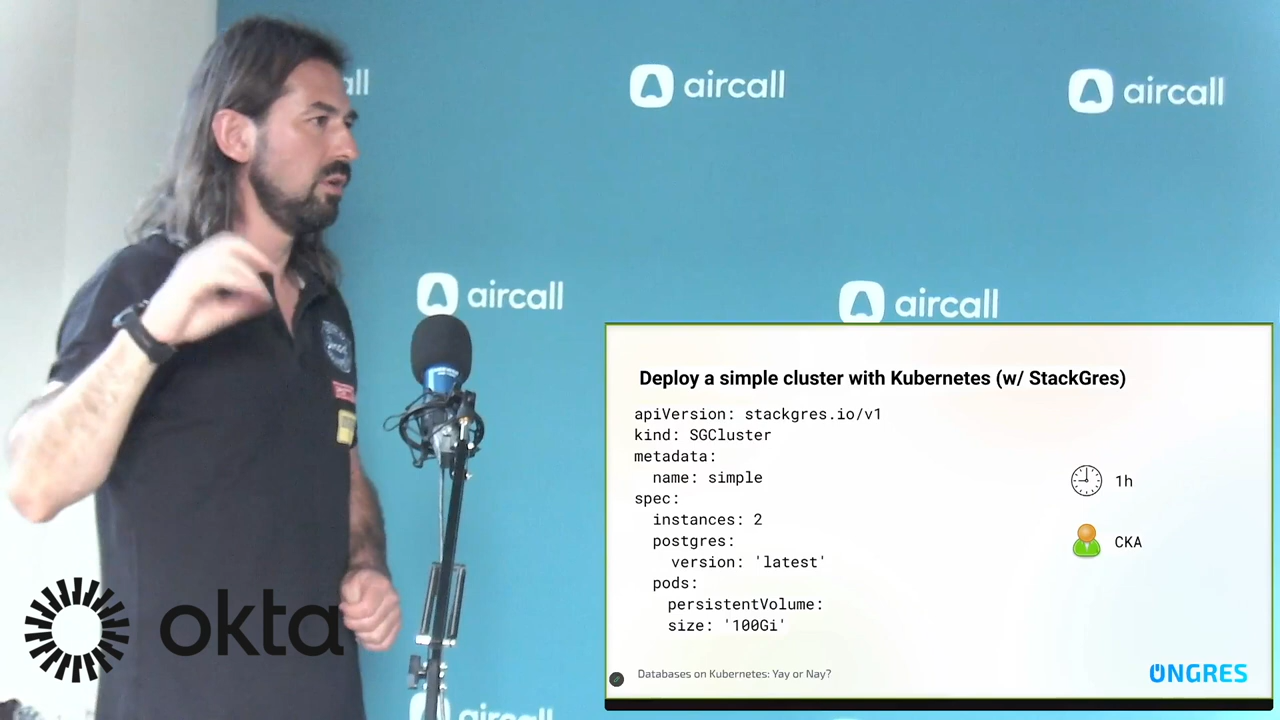 all
aircall
aircall
aircall
aircall
Deploy a simple cluster with Kubernetes (w/ StackGres)
apiVersion: stackgres.io/v1
kind: SGCluster
metadata:
name: simple
spec:
instances: 2
postgres:
version: 'latest'
pods:
persistentVolume:
size: '100Gi'
1h
CKA
Databases on Kubernetes: Yay or Nay?
ONGRES
okta
aircall